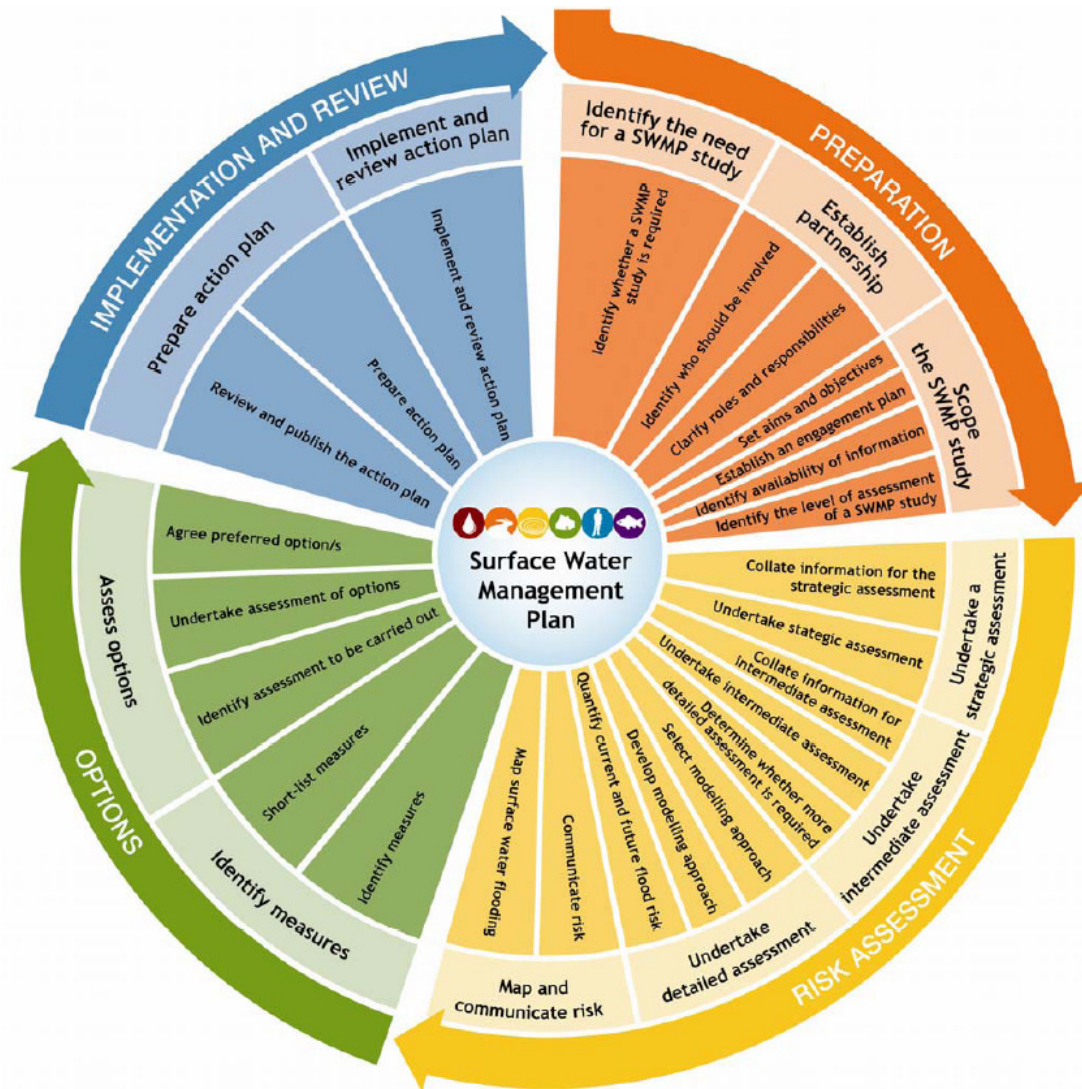 PREPARATION
Identify the need
for a SWMP study
Identify whether a SWMP
study is required
Establish
partnership
Identify who should be involved
Clarify roles and responsibilities
Scope
the SWMP study
Set aims and objectives
Establish an engagement plan
Identify availability of information
Identify the level of assessment
of a SWMP study
RISK ASSESSMENT
Undertake a
strategic assessment
Collate information for the
strategic assessment
Undertake stategic assessment
Undertake
intermediate assessment
Collate information for
intermediate assessment
Undertake intermediate assessment
Determine whether more
detailed assessment is required
Undertake
detailed assessment
Select modelling approach
Develop modelling approach
Quantify current and future flood risk
Map and
communicate risk
Communicate risk
Map surface water flooding
OPTIONS
Identify measures
Identify measures
Short-list measures
Assess options
Identify assessment to be carried out
Undertake assessment of options
Agree preferred option/s
IMPLEMENTATION AND REVIEW
Prepare action plan
Review and publish the action plan
Prepare action plan
Implement and
review action plan
Implement and review action plan
Surface Water
Management
Plan